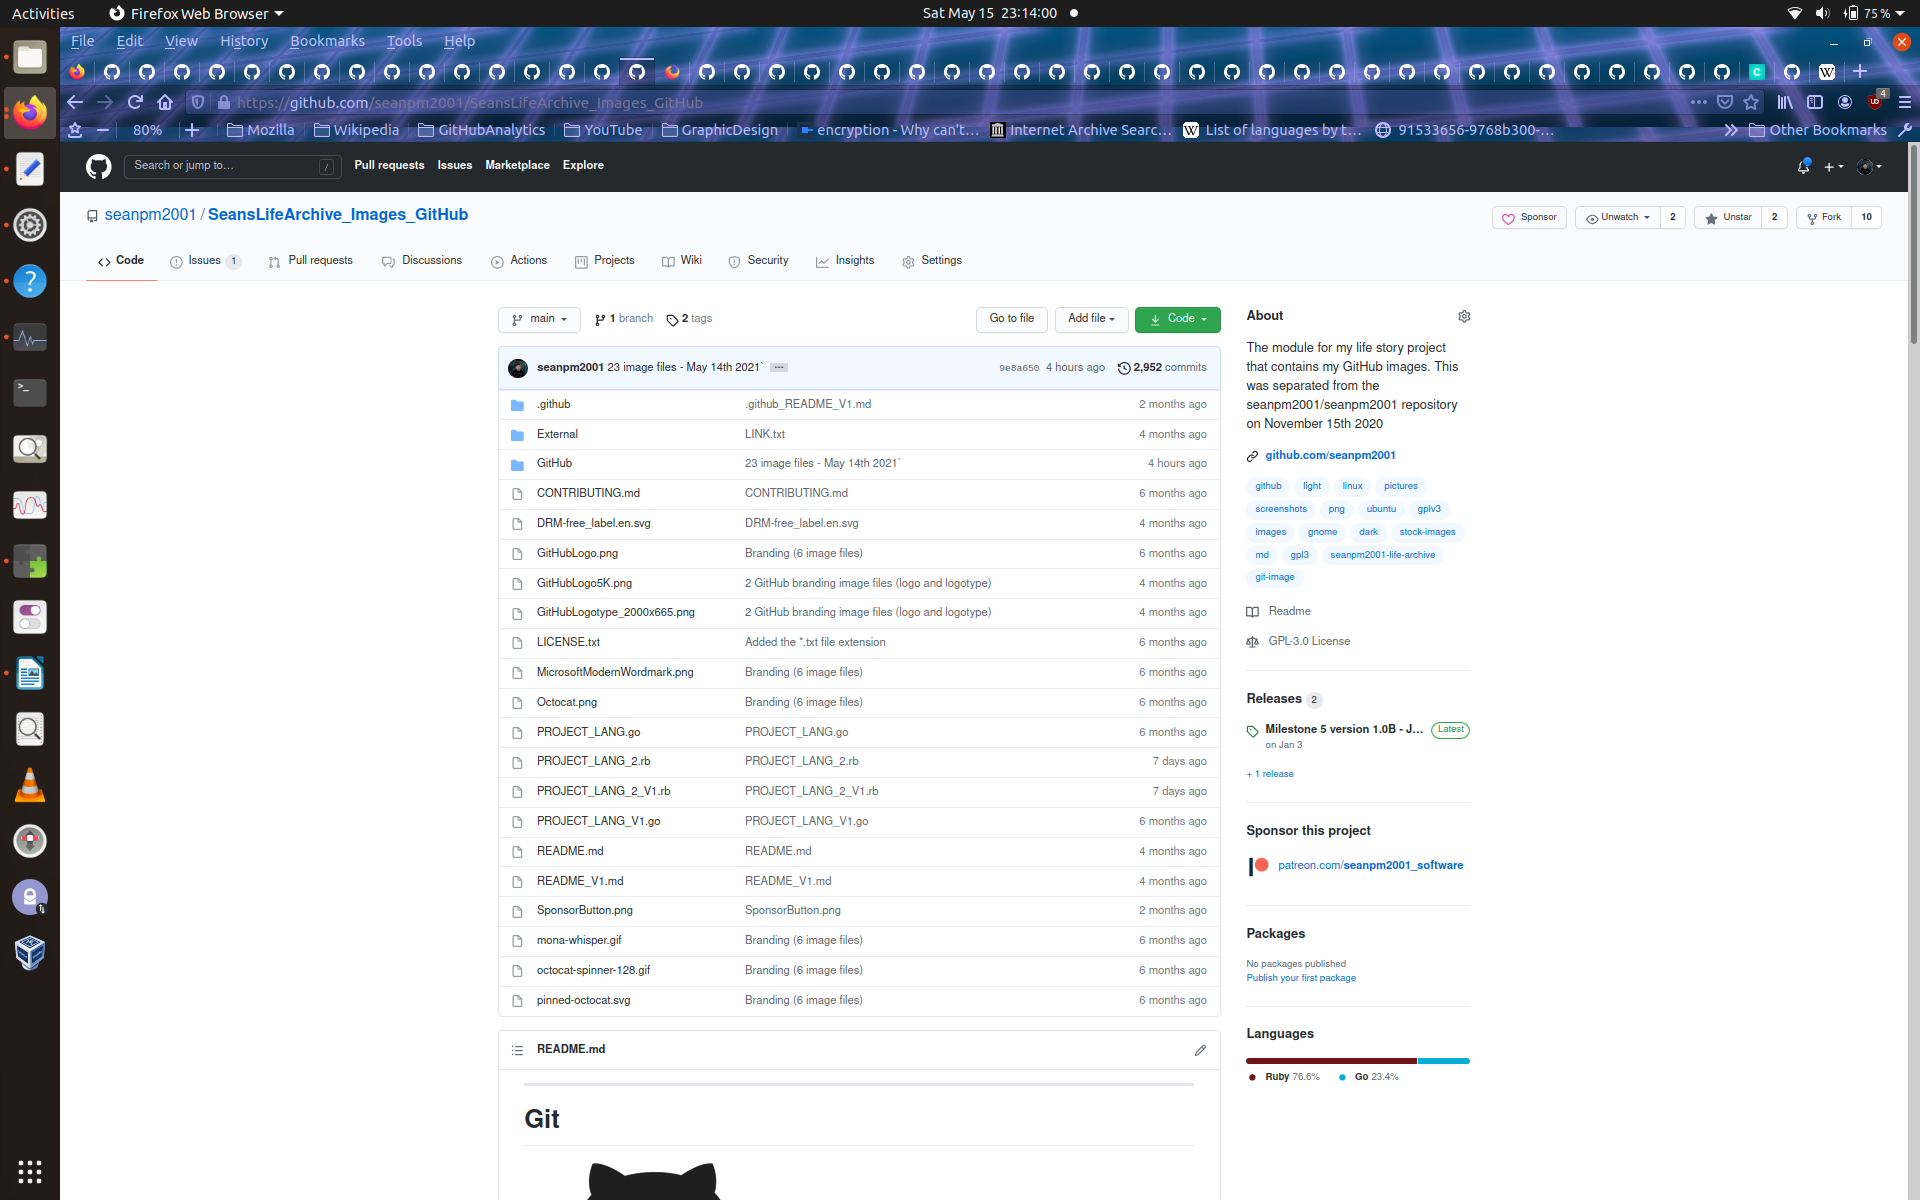 Activities Firefox Web Browser Sat May 15 23:14:00 75 %
File Edit View History Bookmarks Tools Help
https://github.com/seanpm2001/SeansLifeArchive_Images_GitHub 4
80% Mozilla Wikipedia GitHubAnalytics YouTube GraphicDesign encryption - Why can't... Internet Archive Searc... List of languages by t... 91533656-9768b300-... Other Bookmarks
Search or jump to... / Pull requests Issues Marketplace Explore
seanpm2001 / SeansLifeArchive_Images_GitHub Sponsor Unwatch 2 Unstar 2 Fork 10
Code Issues 1 Pull requests Discussions Actions Projects Wiki Security Insights Settings
main 1 branch 2 tags Go to file Add file Code
seanpm2001 23 image files - May 14th 2021` ... 9e8a650 4 hours ago 2,952 commits
.github .github_README_V1.md 2 months ago
External LINK.txt 4 months ago
GitHub 23 image files - May 14th 2021` 4 hours ago
CONTRIBUTING.md CONTRIBUTING.md 6 months ago
DRM-free_label.en.svg DRM-free_label.en.svg 4 months ago
GitHubLogo.png Branding (6 image files) 6 months ago
GitHubLogo5K.png 2 GitHub branding image files (logo and logotype) 4 months ago
GitHubLogotype_2000x665.png 2 GitHub branding image files (logo and logotype) 4 months ago
LICENSE.txt Added the *.txt file extension 6 months ago
MicrosoftModernWordmark.png Branding (6 image files) 6 months ago
Octocat.png Branding (6 image files) 6 months ago
PROJECT_LANG.go PROJECT_LANG.go 6 months ago
PROJECT_LANG_2.rb PROJECT_LANG_2.rb 7 days ago
PROJECT_LANG_2_V1.rb PROJECT_LANG_2_V1.rb 7 days ago
PROJECT_LANG_V1.go PROJECT_LANG_V1.go 6 months ago
README.md README.md 4 months ago
README_V1.md README_V1.md 4 months ago
SponsorButton.png SponsorButton.png 2 months ago
mona-whisper.gif Branding (6 image files) 6 months ago
octocat-spinner-128.gif Branding (6 image files) 6 months ago
pinned-octocat.svg Branding (6 image files) 6 months ago
README.md
Git
About
The module for my life story project
that contains my GitHub images. This
was separated from the
seanpm2001/seanpm2001 repository
on November 15th 2020
github.com/seanpm2001
github light linux pictures
screenshots png ubuntu gplv3
images gnome dark stock-images
md gpl3 seanpm2001-life-archive
git-image
Readme
GPL-3.0 License
Releases 2
Milestone 5 version 1.0B - J... Latest
on Jan 3
+ 1 release
Sponsor this project
patreon.com/seanpm2001_software
Packages
No packages published
Publish your first package
Languages
Ruby 76.6% Go 23.4%